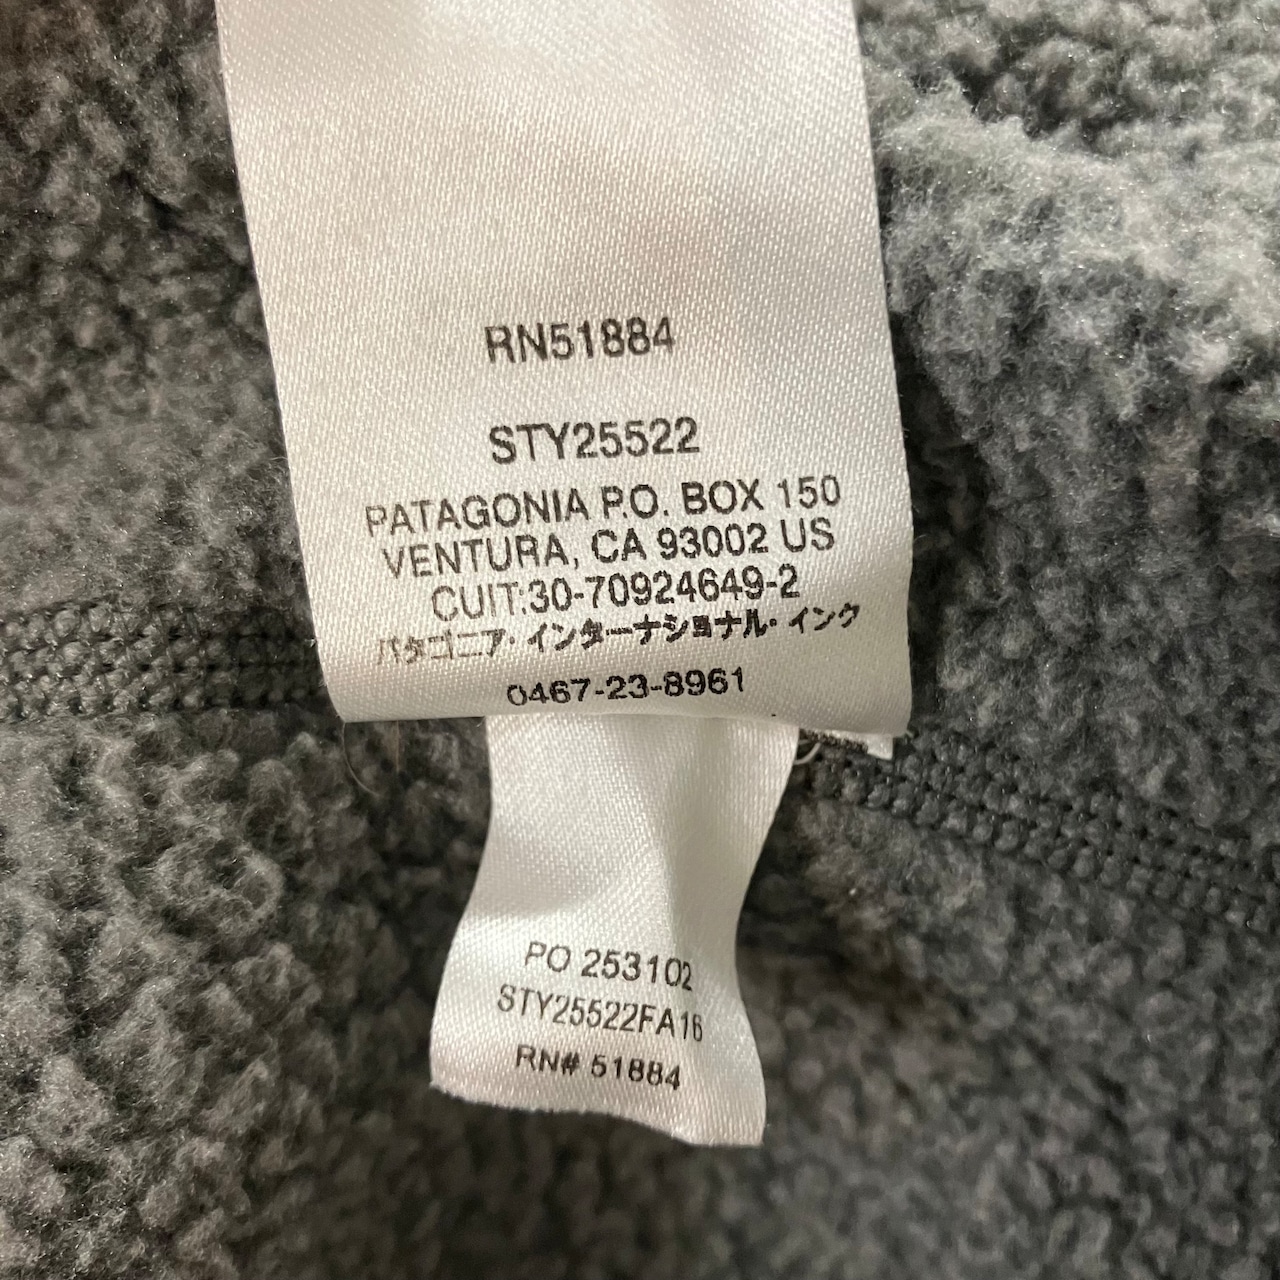 RN51884
STY25522
PATAGONIA P.O. BOX 150
VENTURA, CA 93002 US
CUIT:30-70924649-2
パタゴニア・インターナショナル・インク
0467-23-8961
PO 253102
STY25522FA16
RN# 51884